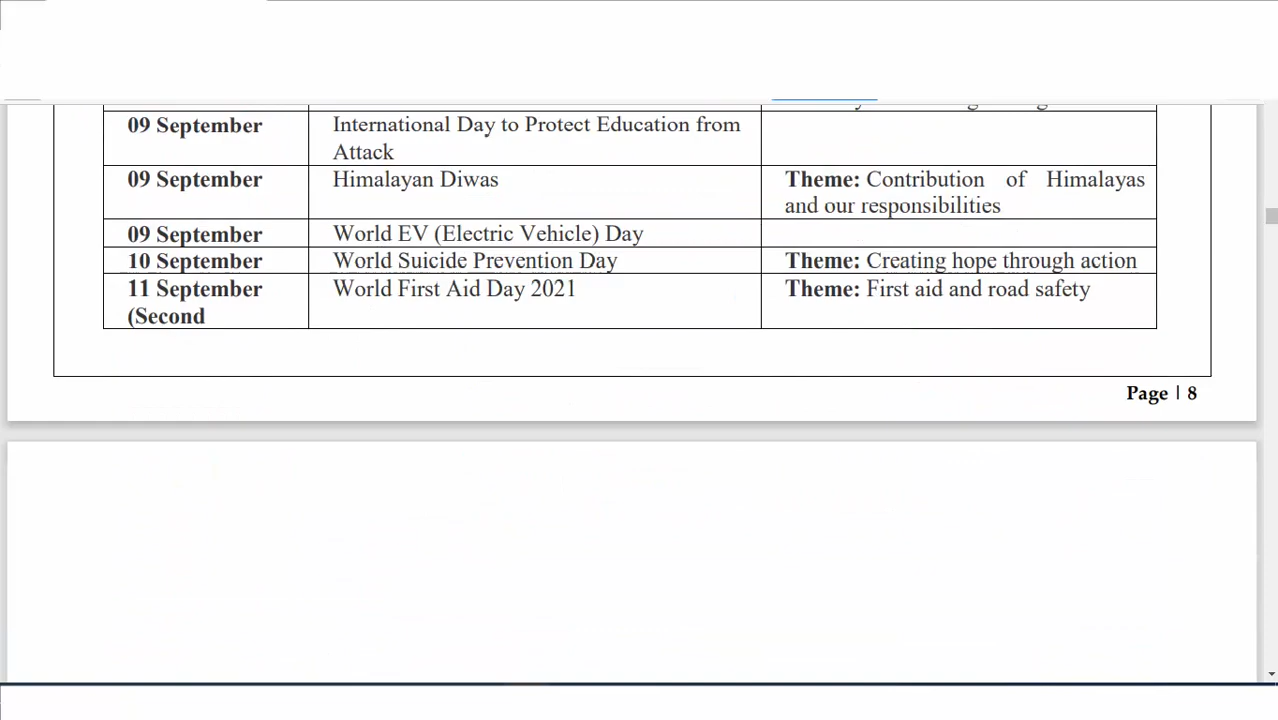 09 September International Day to Protect Education from
Attack
09 September Himalayan Diwas Theme: Contribution of Himalayas
and our responsibilities
09 September World EV (Electric Vehicle) Day
10 September World Suicide Prevention Day Theme: Creating hope through action
11 September World First Aid Day 2021 Theme: First aid and road safety
(Second
Page | 8